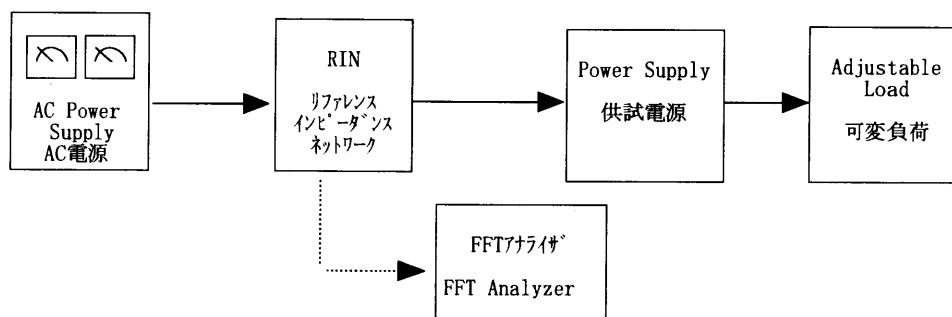 AC Power
Supply
AC電源
RIN
リファレンス
インピーダンス
ネットワーク
Power Supply
供試電源
Adjustable
Load
可変負荷
FFTアナライザ
FFT Analyzer